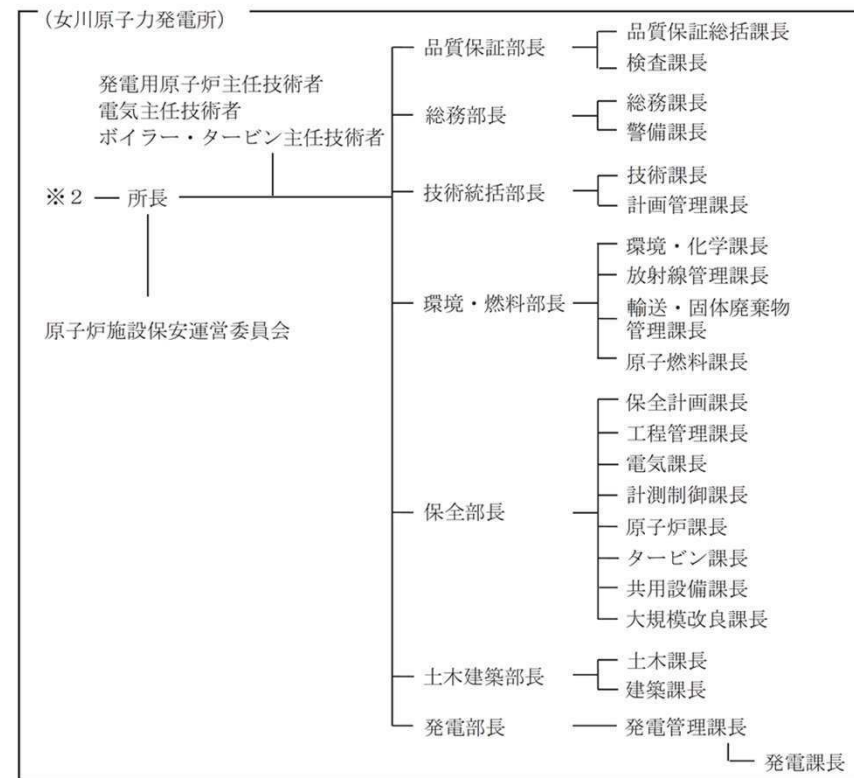 (女川原子力発電所)
発電用原子炉主任技術者
電気主任技術者
ボイラー・タービン主任技術者
※2
所長
原子炉施設保安運営委員会
品質保証部長
品質保証総括課長
検査課長
総務部長
総務課長
警備課長
技術統括部長
技術課長
計画管理課長
環境・燃料部長
環境・化学課長
放射線管理課長
輸送・固体廃棄物
管理課長
原子燃料課長
保全部長
保全計画課長
工程管理課長
電気課長
計測制御課長
原子炉課長
タービン課長
共用設備課長
大規模改良課長
土木建築部長
土木課長
建築課長
発電部長
発電管理課長
発電課長